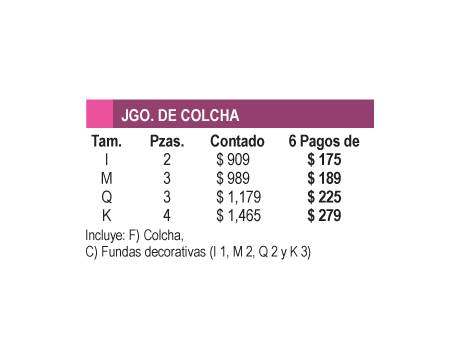 JGO. DE COLCHA
Tam. Pzas. Contado 6 Pagos de
I 2 $ 909 $ 175
M 3 $ 989 $ 189
Q 3 $ 1,179 $ 225
K 4 $ 1,465 $ 279
Incluye: F) Colcha,
C) Fundas decorativas (I 1, M 2, Q 2 y K 3)